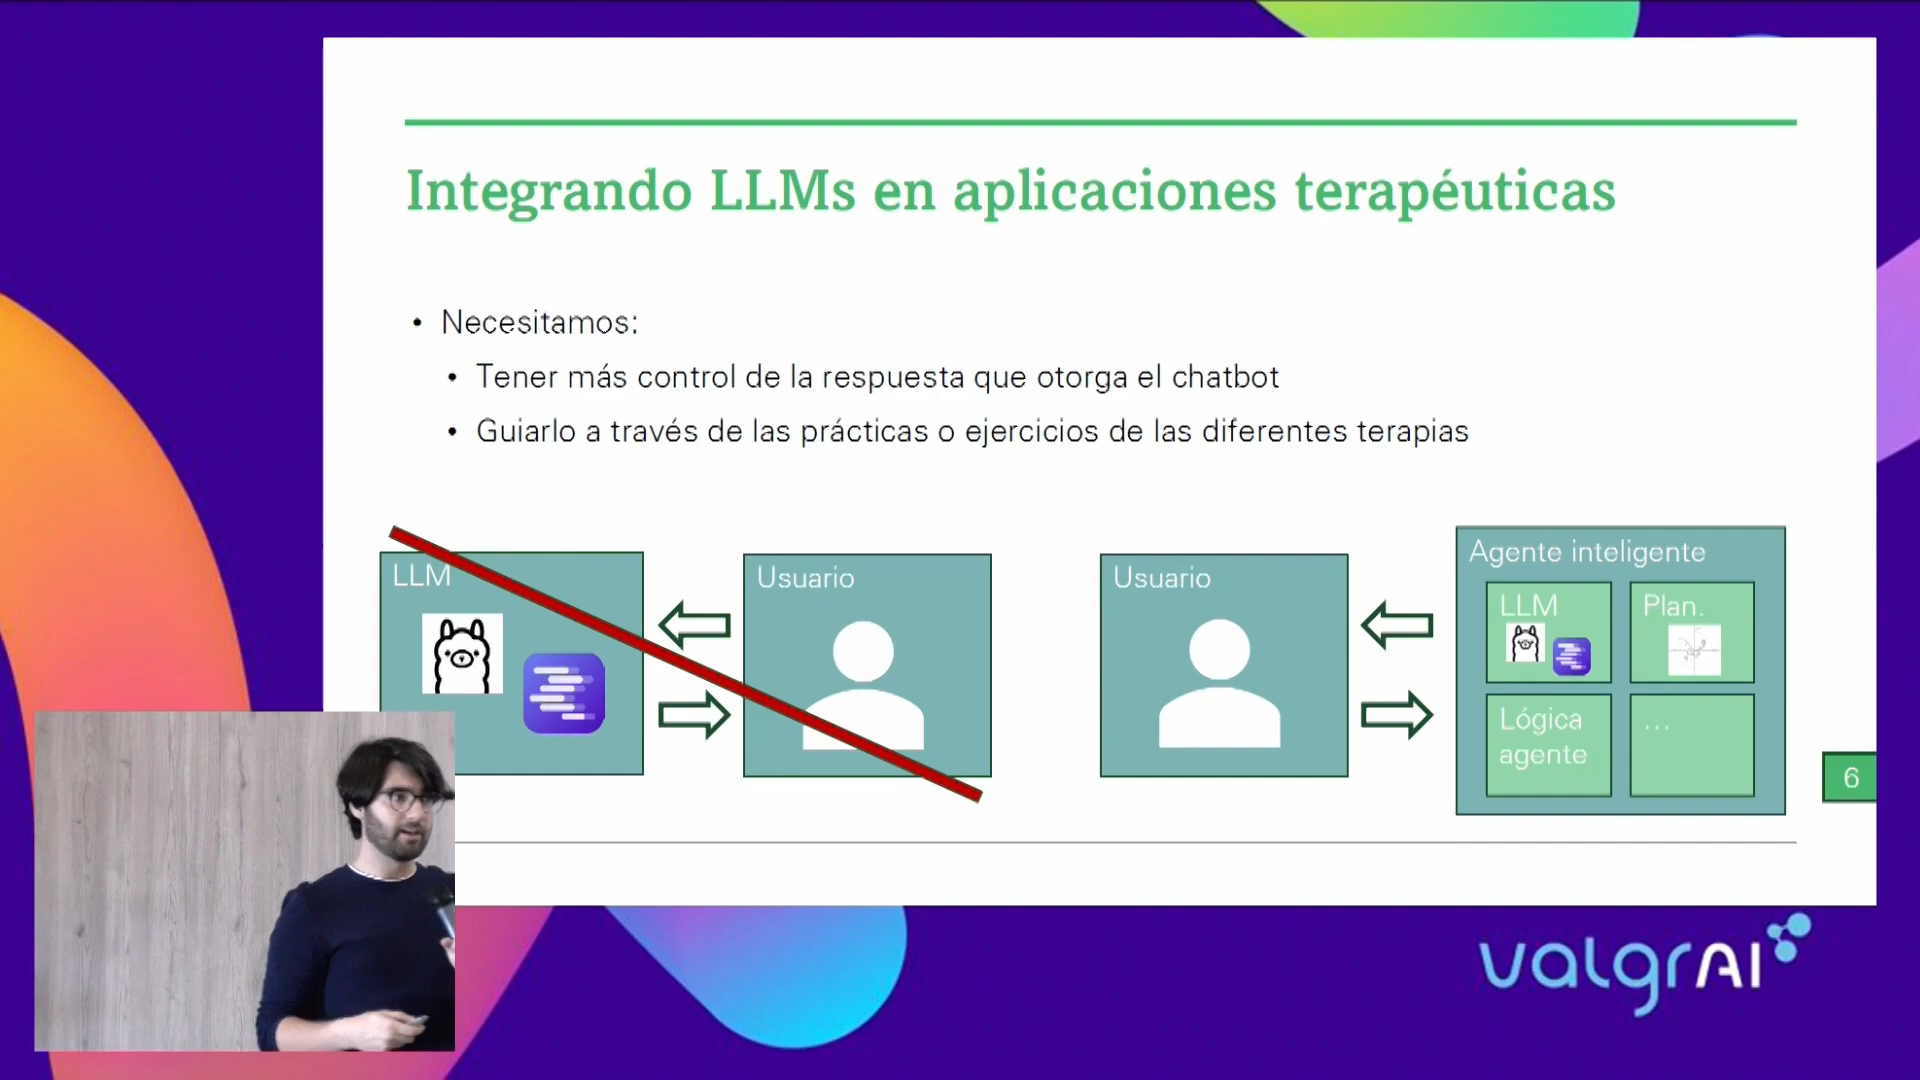 Integrando LLMs en aplicaciones terapéuticas
• Necesitamos:
• Tener más control de la respuesta que otorga el chatbot
• Guiarlo a través de las prácticas o ejercicios de las diferentes terapias
LLM
Usuario
Usuario
Agente inteligente
LLM
Plan.
Lógica
agente
...
6
valgrAI